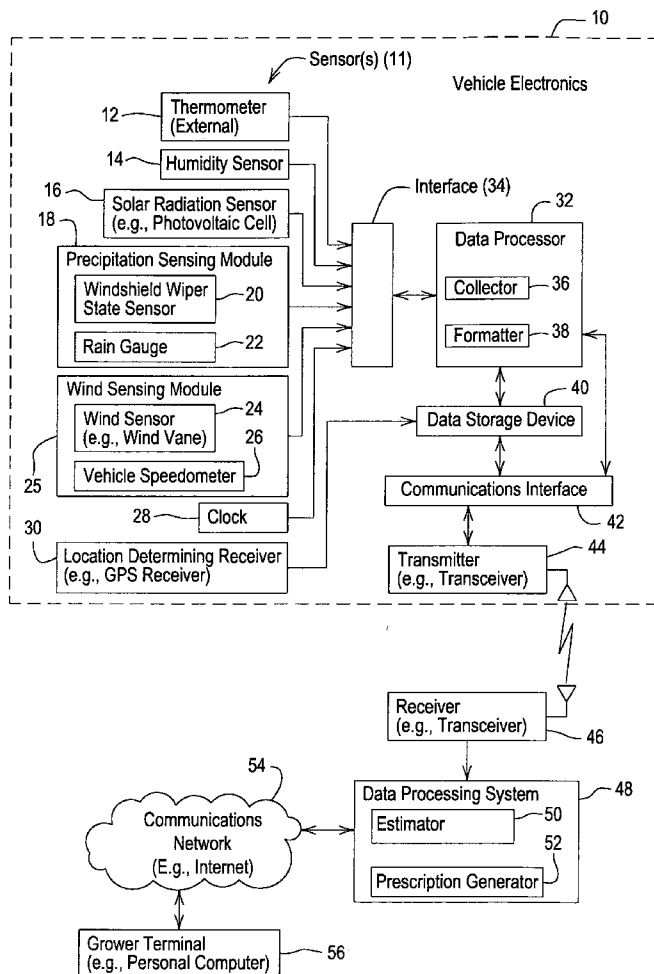 10
Sensor(s) (11)
Vehicle Electronics
12
Thermometer
(External)
14
Humidity Sensor
16
Solar Radiation Sensor
(e.g., Photovoltaic Cell)
Interface (34)
32
Data Processor
Collector
36
Formatter
38
18
Precipitation Sensing Module
Windshield Wiper
State Sensor
20
Rain Gauge
22
Wind Sensing Module
Wind Sensor
(e.g., Wind Vane)
24
Vehicle Speedometer
26
25
40
Data Storage Device
Communications Interface
42
28
Clock
30
Location Determining Receiver
(e.g., GPS Receiver)
Transmitter
(e.g., Transceiver)
44
Receiver
(e.g., Transceiver)
46
54
Communications
Network
(E.g., Internet)
Data Processing System
48
Estimator
50
52
Prescription Generator
Grower Terminal
(e.g., Personal Computer)
56